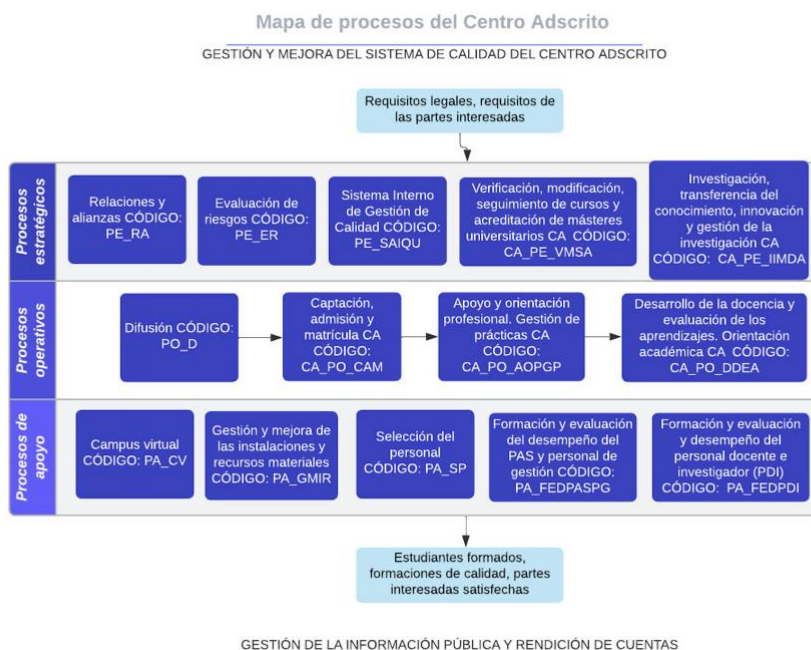 Mapa de procesos del Centro Adscrito
GESTIÓN Y MEJORA DEL SISTEMA DE CALIDAD DEL CENTRO ADSCRITO
Requisitos legales, requisitos de
las partes interesadas
Procesos
estratégicos
Relaciones y
alianzas CÓDIGO:
PE_RA
Evaluación de
riesgos CÓDIGO:
PE_ER
Sistema Interno
de Gestión de
Calidad CÓDIGO:
PE_SAIQU
Verificación, modificación,
seguimiento de cursos y
acreditación de másteres
universitarios CA CÓDIGO:
CA_PE_VMSA
Investigación,
transferencia del
conocimiento, innovación
y gestión de la
investigación CA
CÓDIGO: CA_PE_IIMDA
Procesos
operativos
Difusión CÓDIGO:
PO_D
Captación,
admisión y
matrícula CA
CÓDIGO:
CA_PO_CAM
Apoyo y orientación
profesional. Gestión de
prácticas CA
CÓDIGO:
CA_PO_AOPGP
Desarrollo de la docencia y
evaluación de los
aprendizajes. Orientación
académica CA CÓDIGO:
CA_PO_DDEA
Procesos de
apoyo
Campus virtual
CÓDIGO: PA_CV
Gestión y mejora de
las instalaciones y
recursos materiales
CÓDIGO: PA_GMIR
Selección del
personal
CÓDIGO: PA_SP
Formación y evaluación
del desempeño del
PAS y personal de
gestión CÓDIGO:
PA_FEDPASPG
Formación y evaluación
y desempeño del
personal docente e
investigador (PDI)
CÓDIGO: PA_FEDPDI
Estudiantes formados,
formaciones de calidad, partes
interesadas satisfechas
GESTIÓN DE LA INFORMACIÓN PÚBLICA Y RENDICIÓN DE CUENTAS